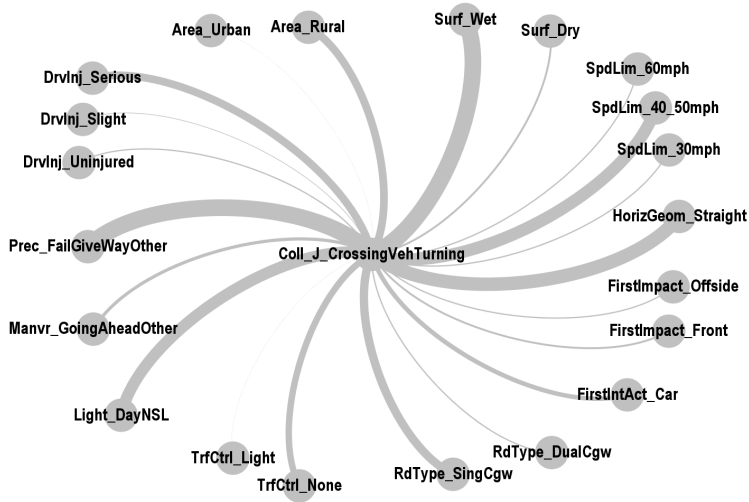 Surf_Wet
Area_Rural
Area_Urban
Surf_Dry
SpdLim_60mph
DrvInj_Serious
SpdLim_40_50mph
DrvInj_Slight
SpdLim_30mph
DrvInj_Uninjured
HorizGeom_Straight
Prec_FailGiveWayOther
Coll_J_CrossingVehTurning
FirstImpact_Offside
Manvr_GoingAheadOther
FirstImpact_Front
FirstIntAct_Car
Light_DayNSL
RdType_DualCgw
TrfCtrl_Light
RdType_SingCgw
TrfCtrl_None